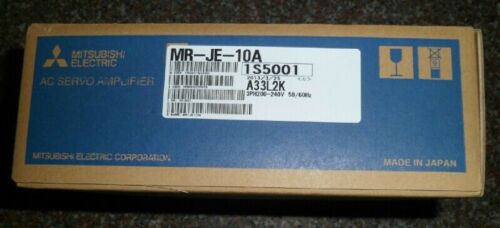 MITSUBISHI
ELECTRIC
AC SERVO AMPLIFIER
MITSUBISHI ELECTRIC CORPORATION
MR-JE-10A
1S5001
A33L2K
3PH200-240V 50/60Hz
MADE IN JAPAN